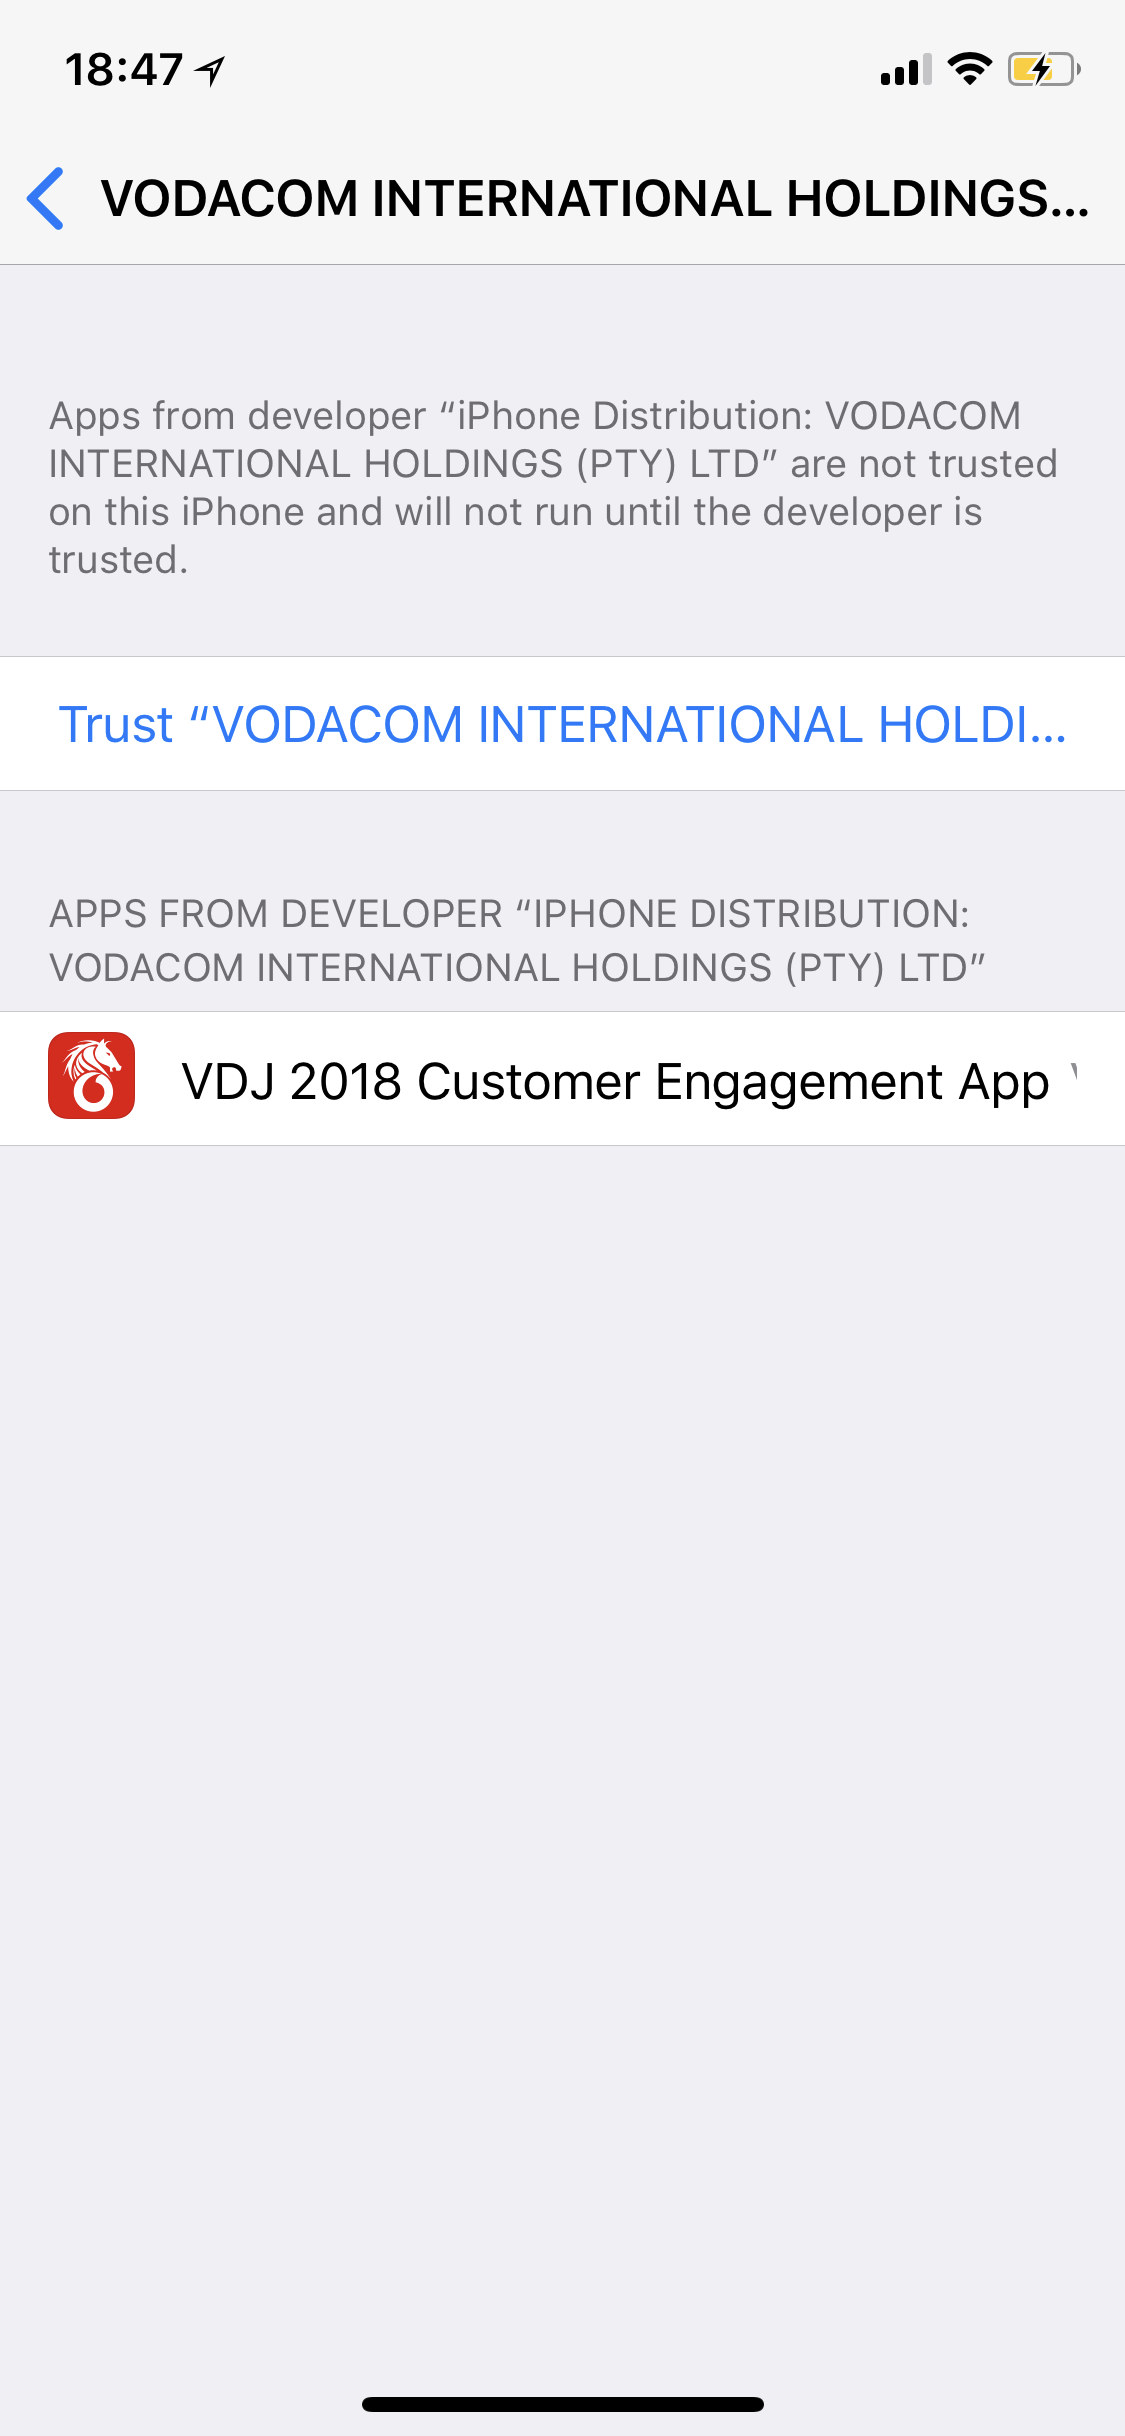 18:47
VODACOM INTERNATIONAL HOLDINGS...
Apps from developer “iPhone Distribution: VODACOM
INTERNATIONAL HOLDINGS (PTY) LTD” are not trusted
on this iPhone and will not run until the developer is
trusted.
Trust “VODACOM INTERNATIONAL HOLDI...
APPS FROM DEVELOPER “IPHONE DISTRIBUTION:
VODACOM INTERNATIONAL HOLDINGS (PTY) LTD”
VDJ 2018 Customer Engagement App